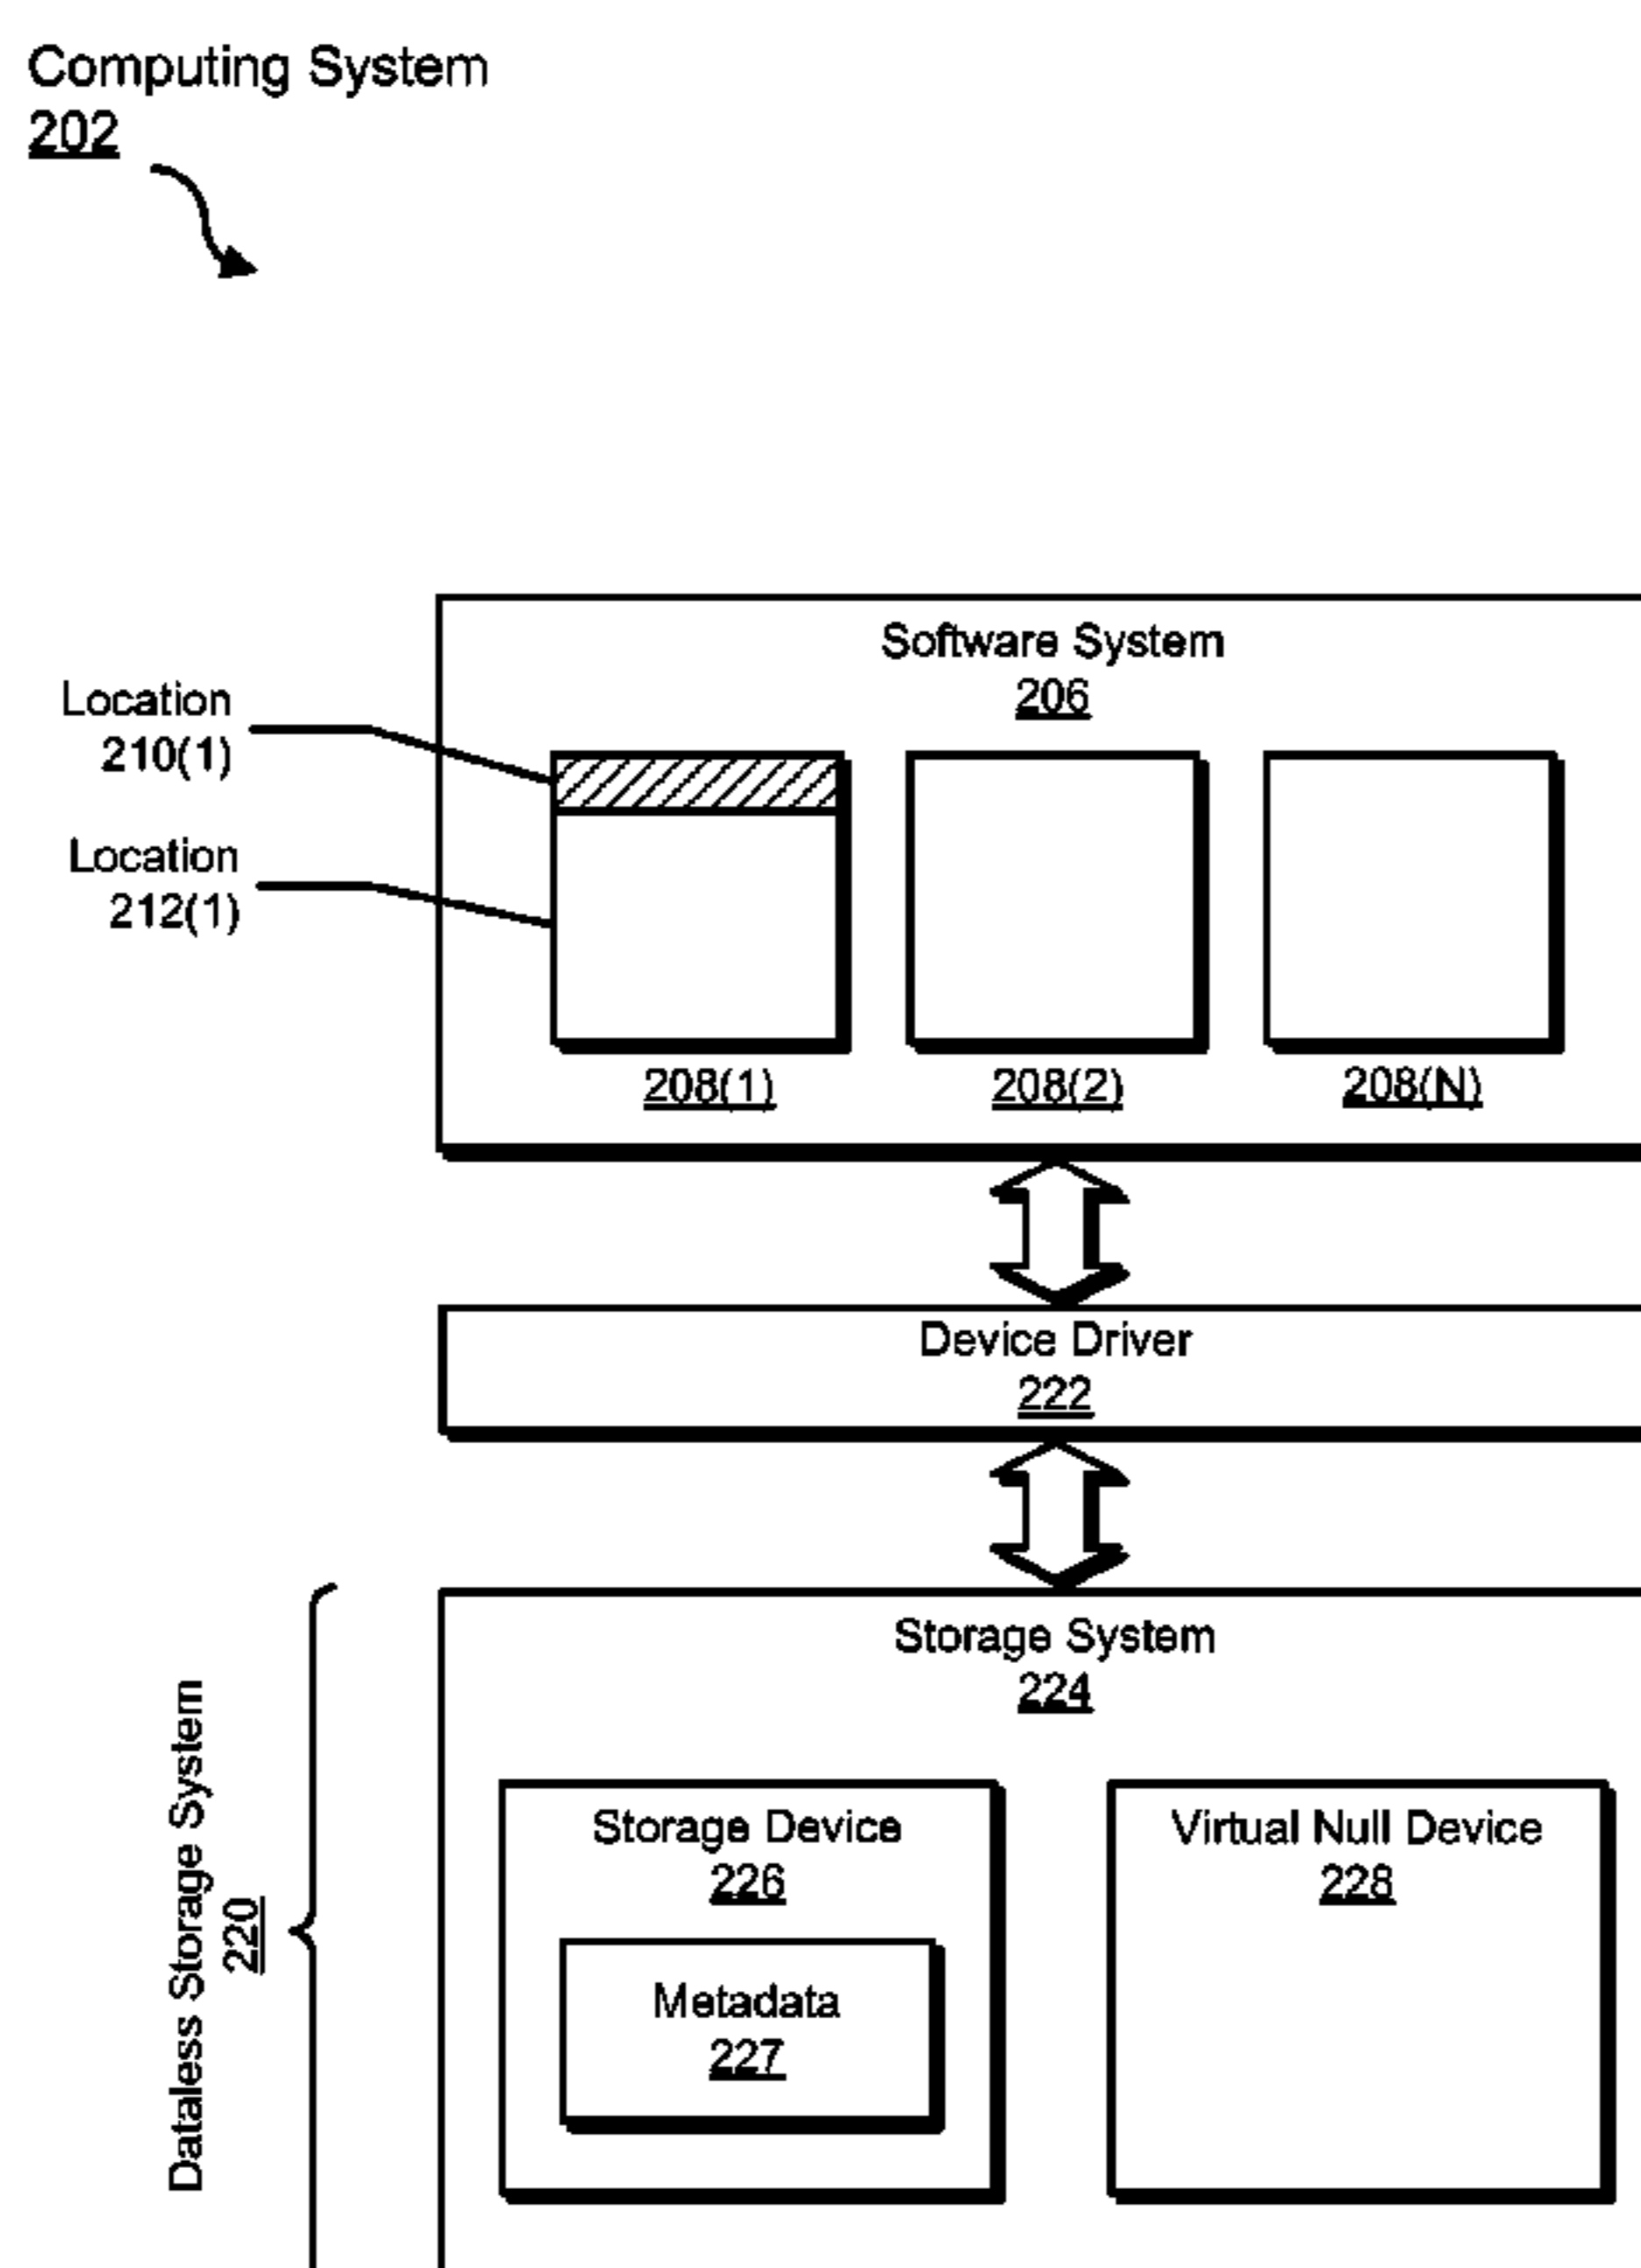 Computing System
202
Software System
206
Location
210(1)
Location
212(1)
208(1) 208(2) 208(N)
Device Driver
222
Storage System
224
Dataless Storage System
220
Storage Device
226
Virtual Null Device
228
Metadata
227